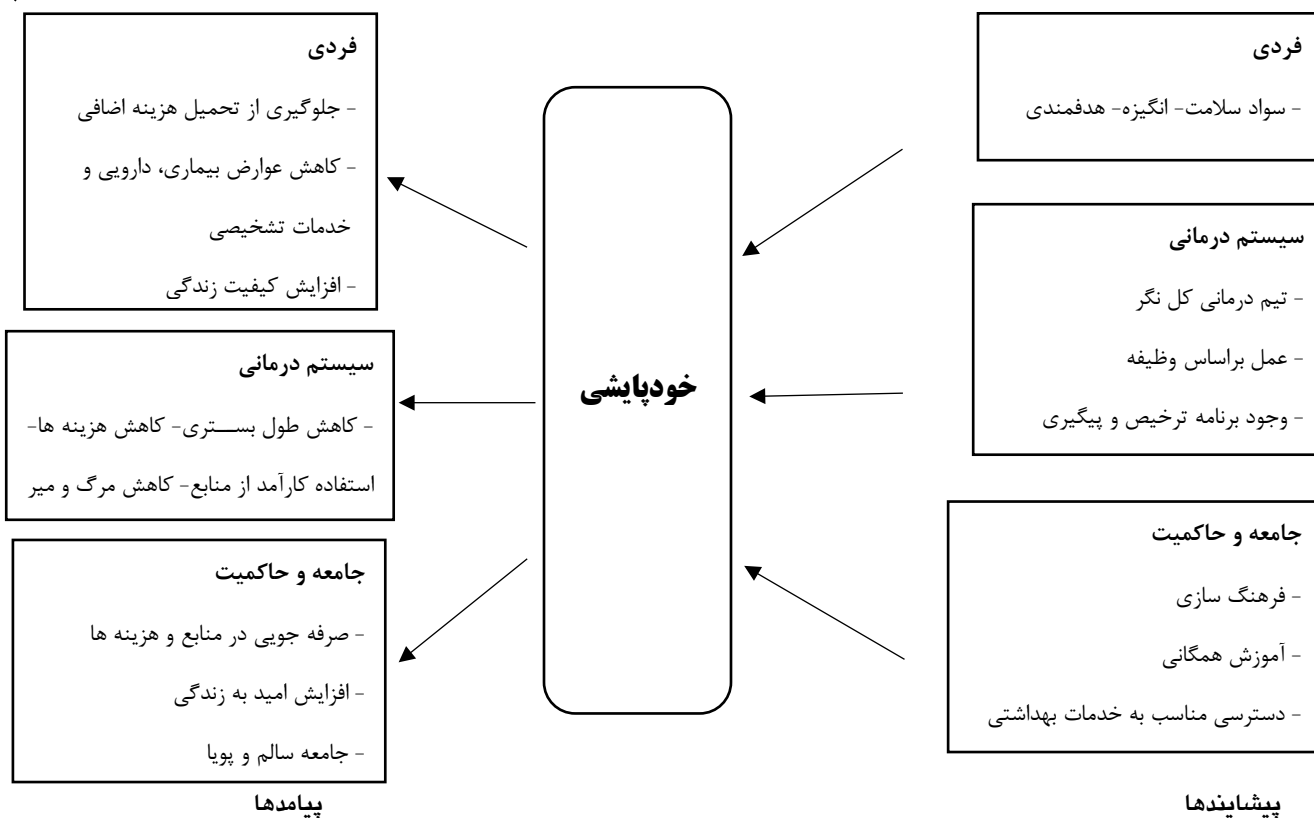 فردی
- سواد سلامت- انگیزه- هدفمندی
سیستم درمانی
- تیم درمانی کل نگر
- عمل براساس وظیفه
- وجود برنامه ترخیص و پیگیری
جامعه و حاکمیت
- فرهنگ سازی
- آموزش همگانی
- دسترسی مناسب به خدمات بهداشتی
پیشایندها
خودپایشی
فردی
- جلوگیری از تحمیل هزینه اضافی
- کاهش عوارض بیماری، دارویی و
خدمات تشخیصی
- افزایش کیفیت زندگی
سیستم درمانی
- کاهش طول بستری- کاهش هزینه ها-
استفاده کارآمد از منابع- کاهش مرگ و میر
جامعه و حاکمیت
- صرفه جویی در منابع و هزینه ها
- افزایش امید به زندگی
- جامعه سالم و پویا
پیامدها